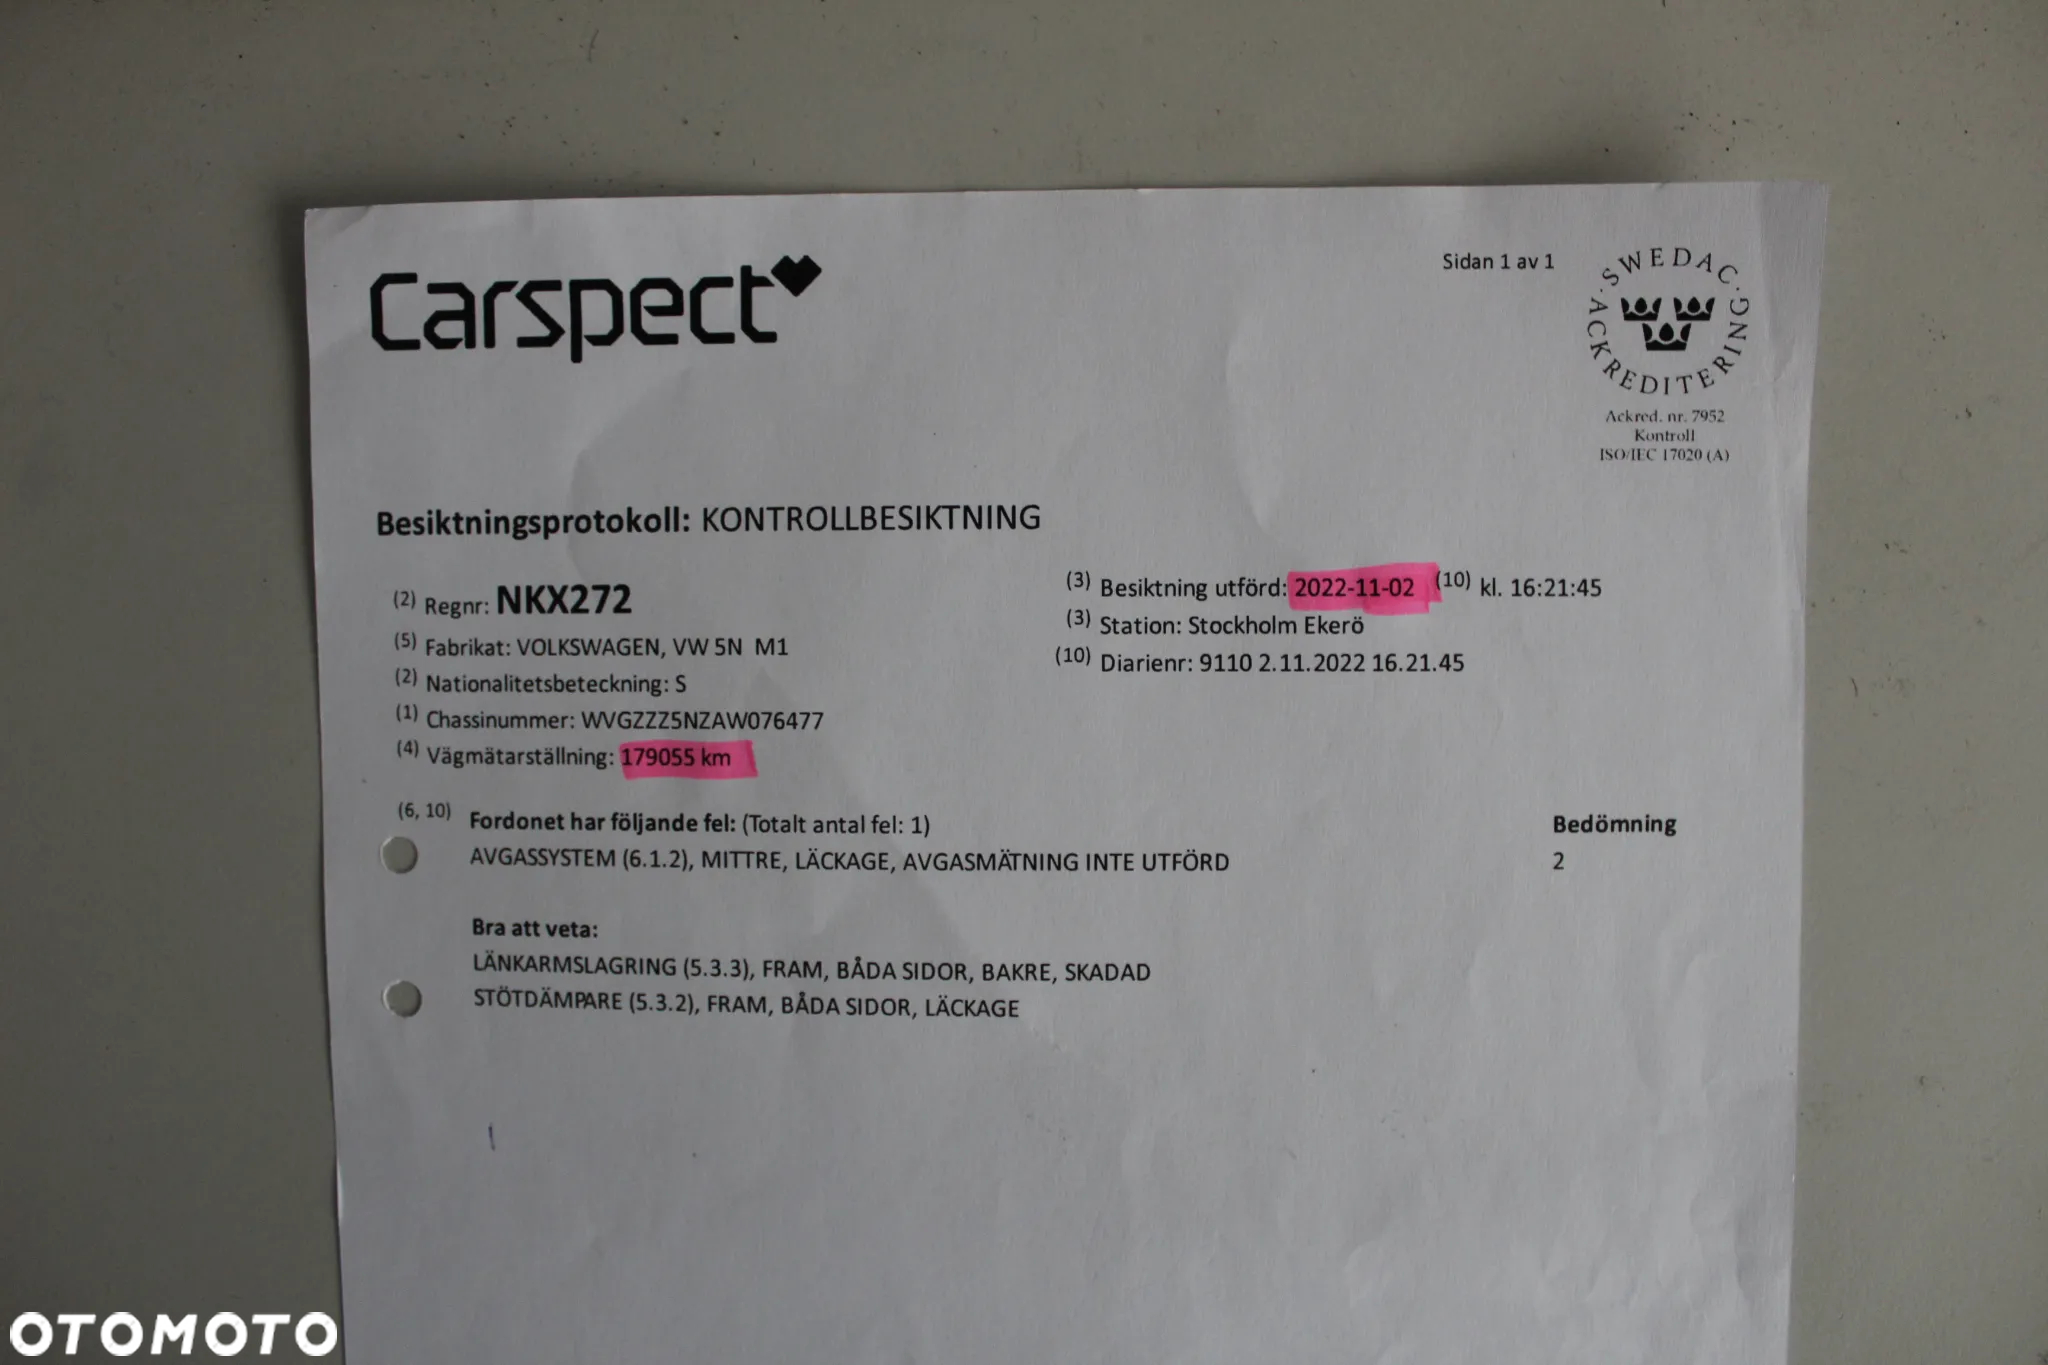 Carspect
Sidan 1 av 1
SWEDAC · ACKREDITERING ·
Ackred. nr. 7952
Kontroll
ISO/IEC 17020 (A)
Besiktningsprotokoll: KONTROLLBESIKTNING
(2) Regnr: NKX272
(5) Fabrikat: VOLKSWAGEN, VW 5N M1
(2) Nationalitetsbeteckning: S
(1) Chassinummer: WVGZZZ5NZAW076477
(4) Vägmätarställning: 179055 km
(3) Besiktning utförd: 2022-11-02 (10) kl. 16:21:45
(3) Station: Stockholm Ekerö
(10) Diarienr: 9110 2.11.2022 16.21.45
(6, 10) Fordonet har följande fel: (Totalt antal fel: 1) Bedömning
AVGASSYSTEM (6.1.2), MITTRE, LÄCKAGE, AVGASMÄTNING INTE UTFÖRD 2
Bra att veta:
LÄNKARMSLAGRING (5.3.3), FRAM, BÅDA SIDOR, BAKRE, SKADAD
STÖTDÄMPARE (5.3.2), FRAM, BÅDA SIDOR, LÄCKAGE
OTOMOTO